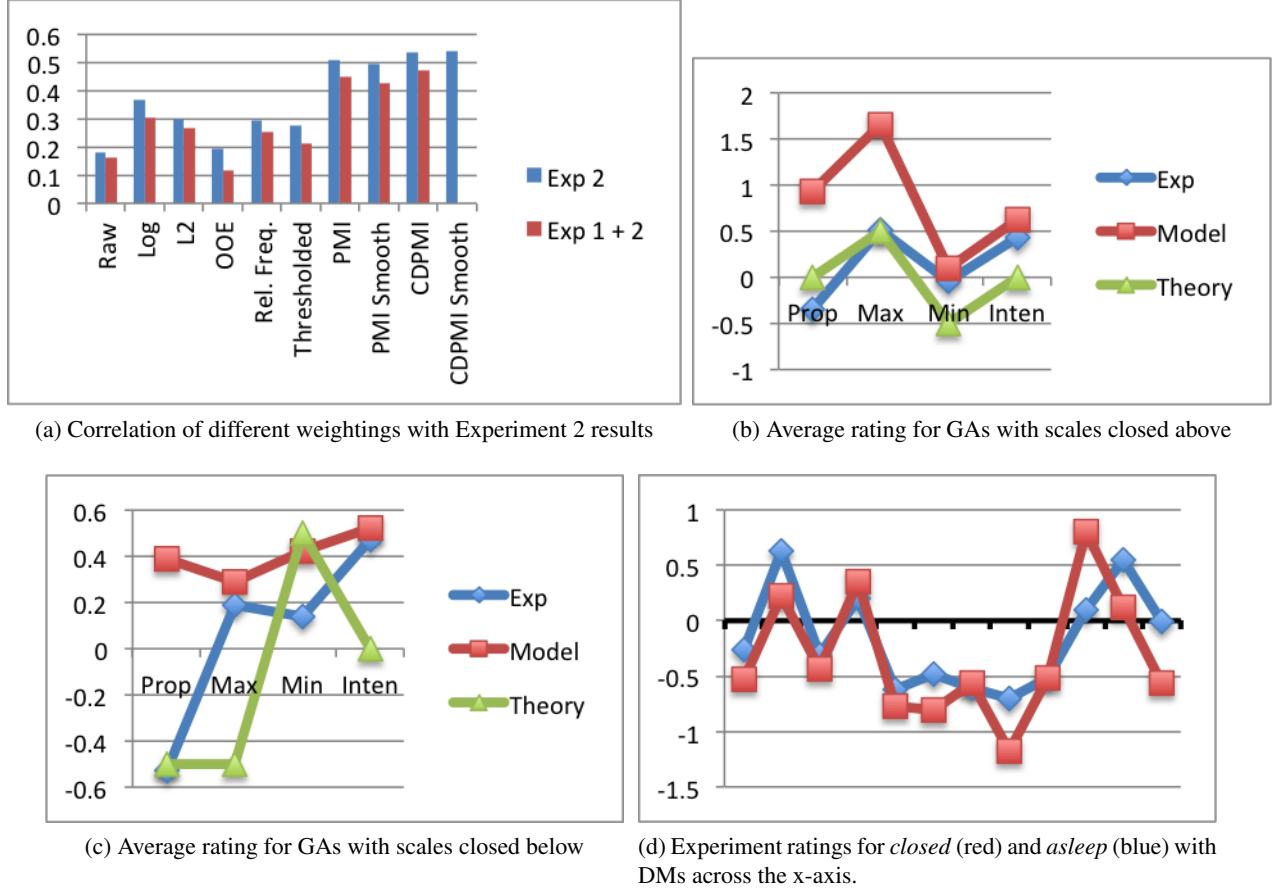 0.6
0.5
0.4
0.3
0.2
0.1
0
Raw
Log
L2
OOE
Rel. Freq.
Thresholded
PMI
PMI Smooth
CDPMI
CDPMI Smooth
Exp 2
Exp 1 + 2
(a) Correlation of different weightings with Experiment 2 results
2
1.5
1
0.5
0
-0.5
-1
Prop Max Min Inten
Exp
Model
Theory
(b) Average rating for GAs with scales closed above
0.6
0.4
0.2
0
-0.2
-0.4
-0.6
Prop Max Min Inten
Exp
Model
Theory
(c) Average rating for GAs with scales closed below
1
0.5
0
-0.5
-1
-1.5
(d) Experiment ratings for closed (red) and asleep (blue) with
DMs across the x-axis.